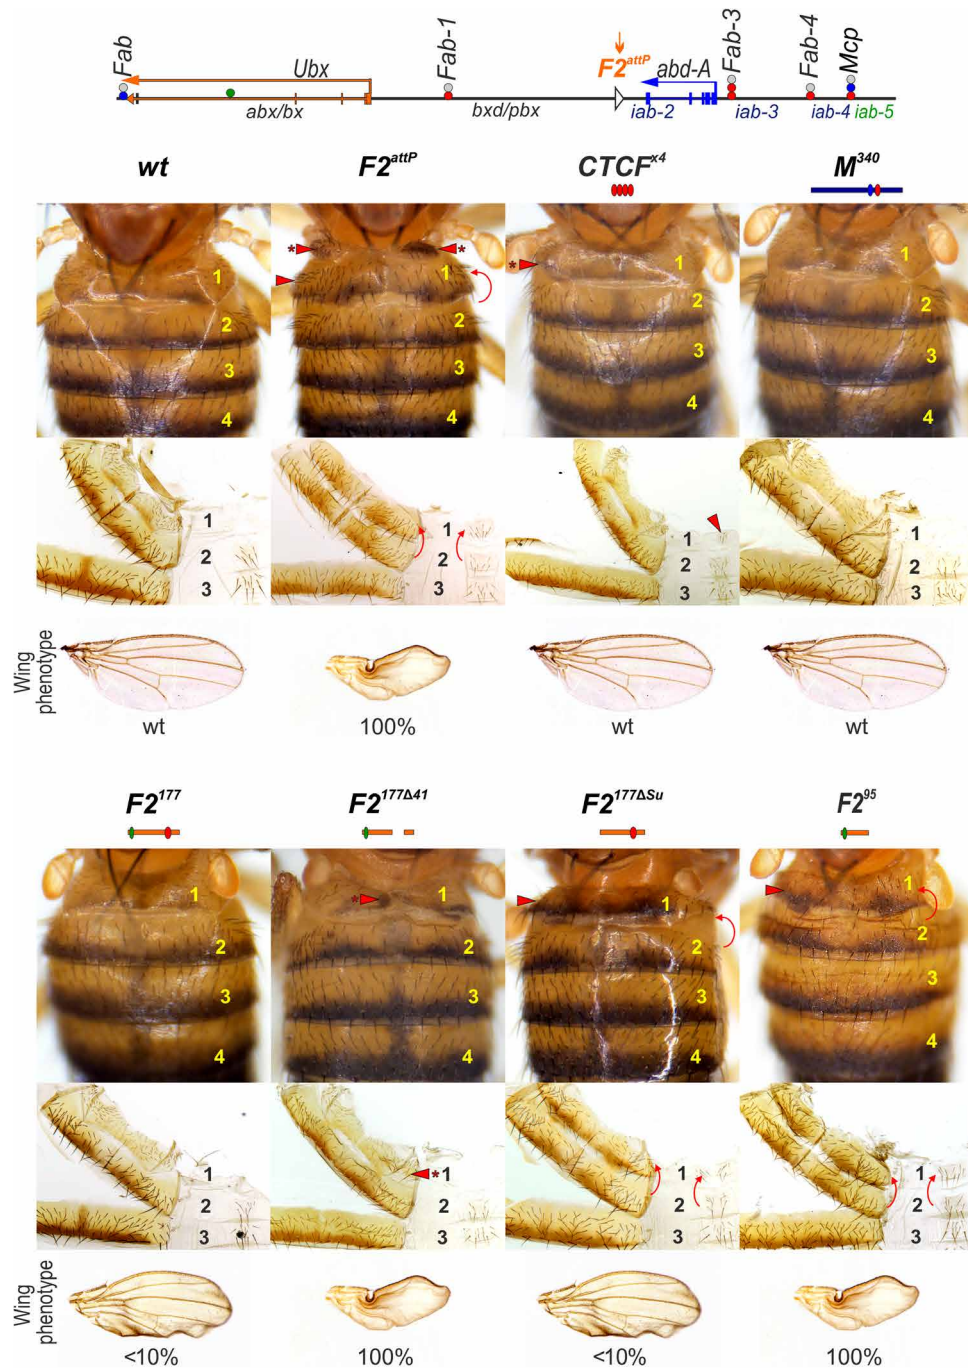 Fab
Ubx
Fab-1
F2attP
abd-A
Fab-3
Fab-4
Mcp
abx/bx
bxd/pbx
iab-2
iab-3
iab-4
iab-5
wt
F2attP
CTCFx4
M340
1
2
3
4
*
*
1
2
3
4
*
1
2
3
4
1
2
3
4
1
2
3
1
2
3
1
2
3
1
2
3
Wing
phenotype
wt
100%
wt
wt
F2177
F2177Δ41
F2177ΔSu
F295
1
2
3
4
*
1
2
3
4
1
2
3
4
1
2
3
4
1
2
3
*1
2
3
1
2
3
1
2
3
Wing
phenotype
<10%
100%
<10%
100%